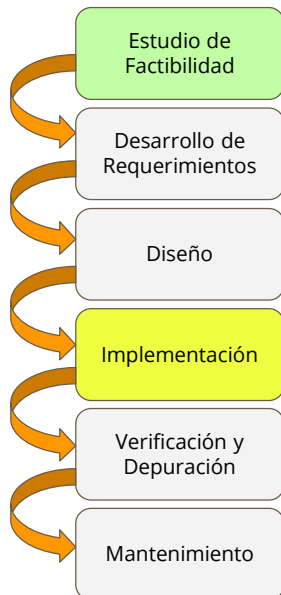 Estudio de
Factibilidad
Desarrollo de
Requerimientos
Diseño
Implementación
Verificación y
Depuración
Mantenimiento